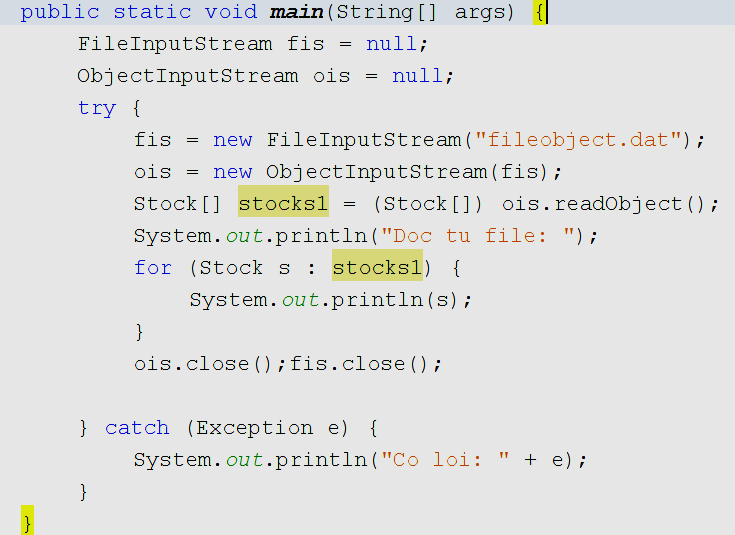 public static void main(String[] args) {
FileInputStream fis = null;
ObjectInputStream ois = null;
try {
fis = new FileInputStream("fileobject.dat");
ois = new ObjectInputStream(fis);
Stock[] stocks1 = (Stock[]) ois.readObject();
System.out.println("Doc tu file: ");
for (Stock s : stocks1) {
System.out.println(s);
}
ois.close();fis.close();
} catch (Exception e) {
System.out.println("Co loi: " + e);
}
}